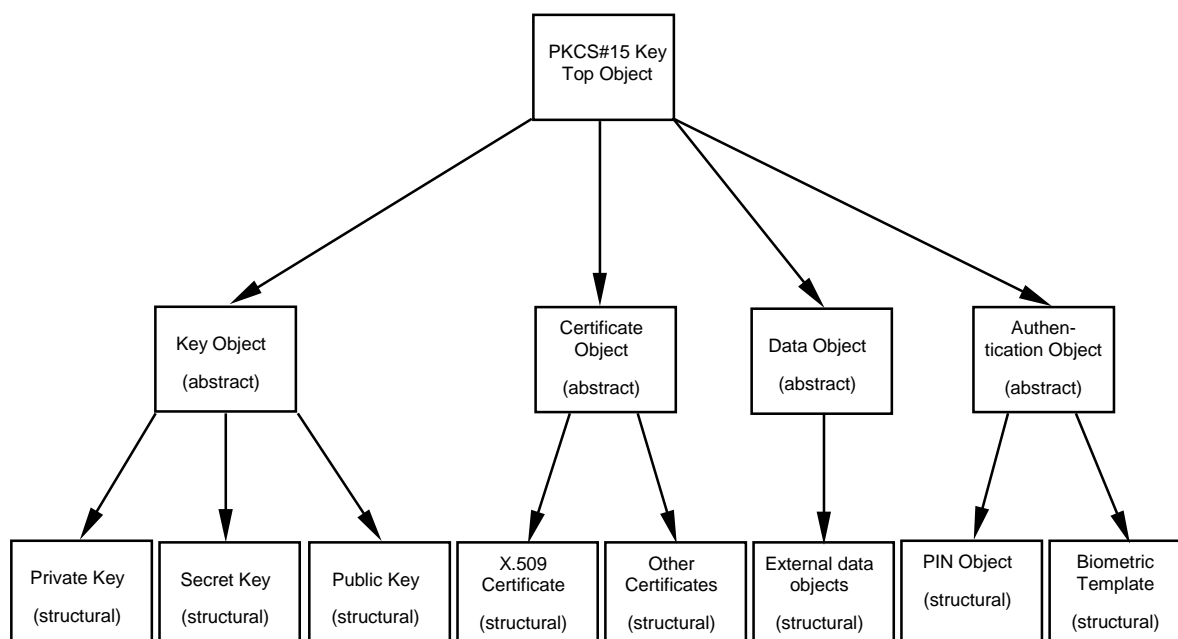 PKCS#15 Key
Top Object
Key Object
(abstract)
Certificate
Object
(abstract)
Data Object
(abstract)
Authen-
tication Object
(abstract)
Private Key
(structural)
Secret Key
(structural)
Public Key
(structural)
X.509
Certificate
(structural)
Other
Certificates
(structural)
External data
objects
(structural)
PIN Object
(structural)
Biometric
Template
(structural)